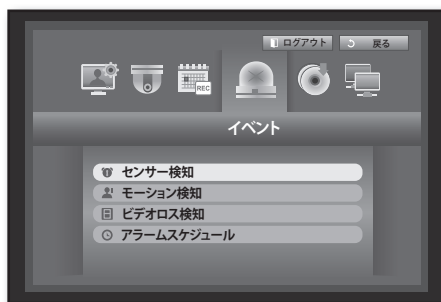 ログアウト 戻る
REC
イベント
センサー検知
モーション検知
ビデオロス検知
アラームスケジュール